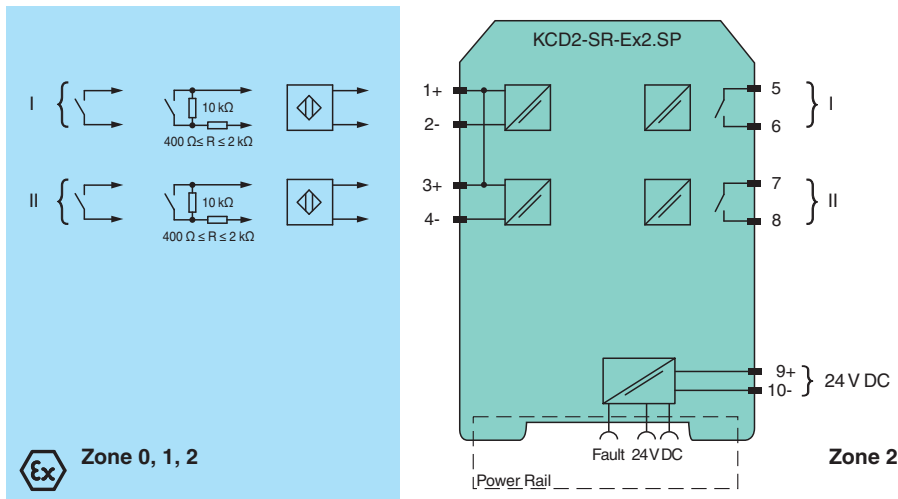 KCD2-SR-Ex2.SP
I
10 kΩ
400 Ω≤ R ≤ 2 kΩ
1+
2-
5
6
I
II
10 kΩ
400 Ω ≤ R ≤ 2 kΩ
3+
4-
7
8
II
9+
10-
24 V DC
Fault 24V DC
Power Rail
Ex
Zone 0, 1, 2
Zone 2